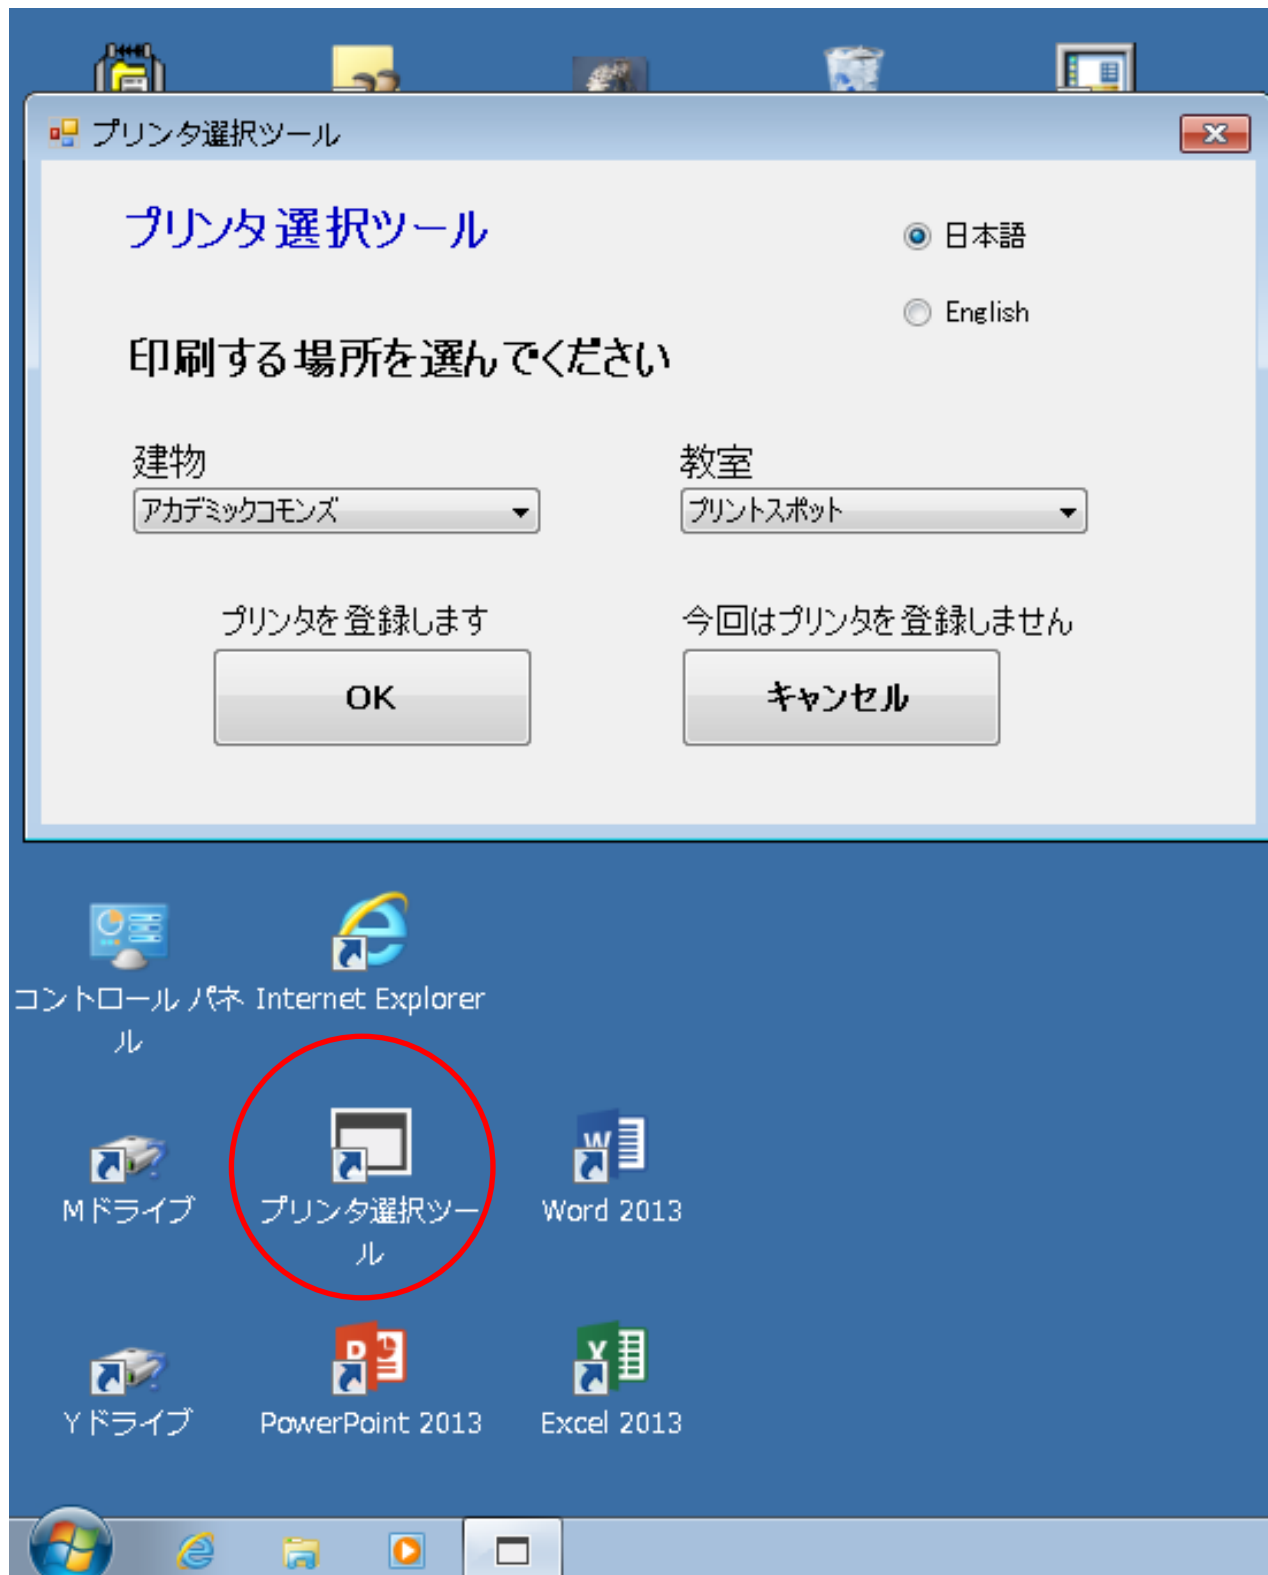 プリンタ選択ツール
プリンタ選択ツール
日本語
English
印刷する場所を選んでください
建物
教室
アカデミックコモンズ
プリントスポット
プリンタを登録します
今回はプリンタを登録しません
OK
キャンセル
コントロール パネ
ル
Internet Explorer
Mドライブ
プリンタ選択ツー
ル
Word 2013
Yドライブ
PowerPoint 2013
Excel 2013